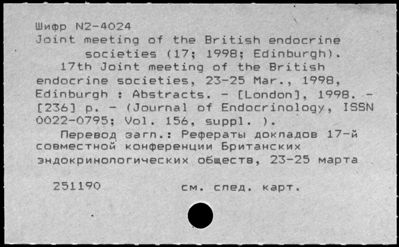 Шифр N2-4024
Joint meeting of the British endocrine
societies (17; 1998; Edinburgh).
17th Joint meeting of the British
endocrine societies, 23-25 Mar., 1998,
Edinburgh : Abstracts. - [London], 1998. -
[236] p. - (Journal of Endocrinology, ISSN
0022-0795; Vol. 156, suppl. ).
Перевод загл.: Рефераты докладов 17-й
совместной конференции Британских
эндокринологических обществ, 23-25 марта
251190 см. след. карт.